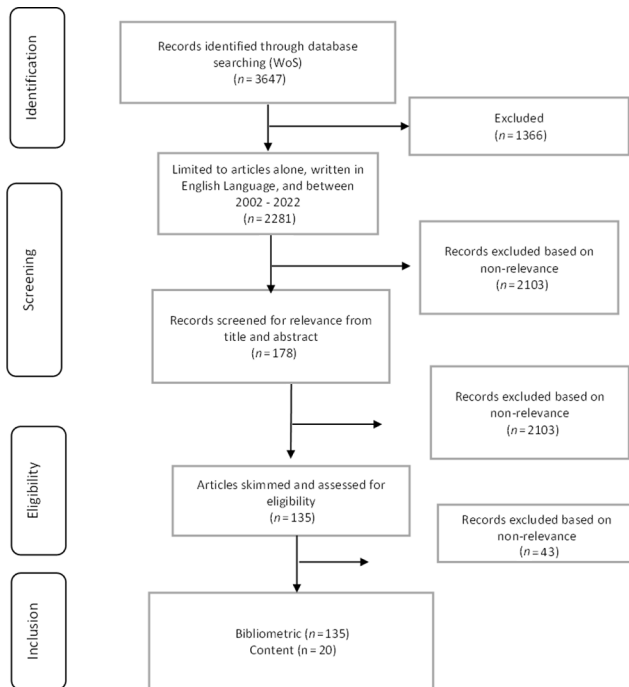 Identification
Records identified through database
searching (WoS)
(n = 3647)
Excluded
(n = 1366)
Screening
Limited to articles alone, written in
English Language, and between
2002 - 2022
(n = 2281)
Records excluded based on
non-relevance
(n = 2103)
Records screened for relevance from
title and abstract
(n = 178)
Records excluded based on
non-relevance
(n = 2103)
Eligibility
Articles skimmed and assessed for
eligibility
(n = 135)
Records excluded based on
non-relevance
(n = 43)
Inclusion
Bibliometric (n = 135)
Content (n = 20)